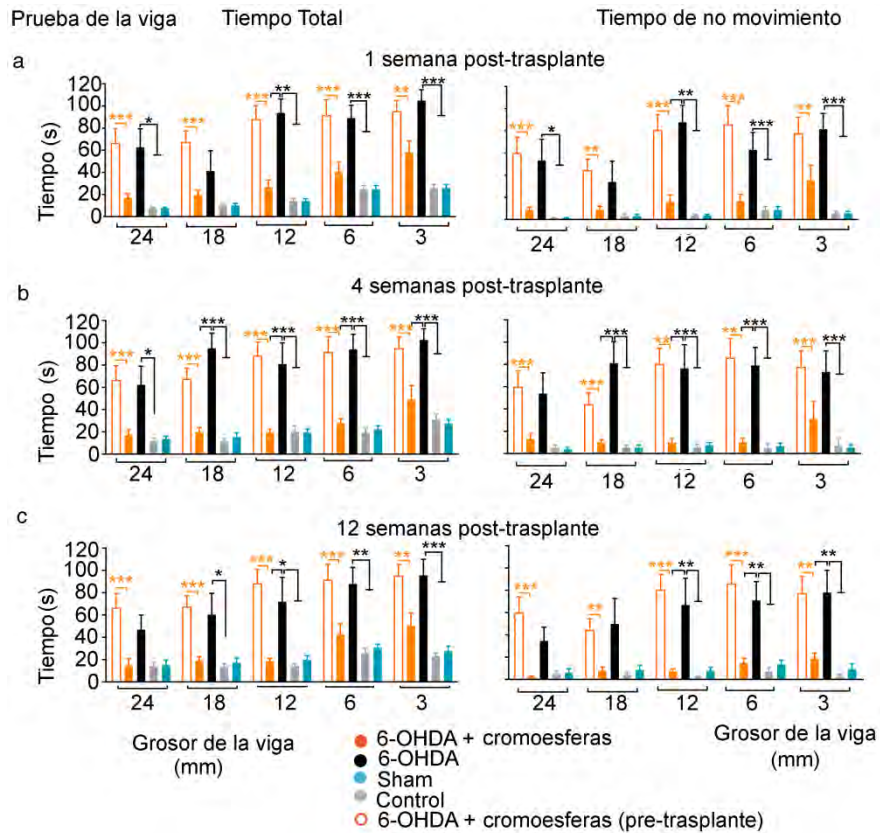 Prueba de la viga Tiempo Total Tiempo de no movimiento
a 1 semana post-trasplante
*** * *** *** ** *** *** ** ***
*** * ** *** ** *** *** ** ***
Tiempo (s)
120
100
80
60
40
20
0
24 18 12 6 3
24 18 12 6 3
b 4 semanas post-trasplante
*** * *** *** *** *** *** *** *** ***
*** *** ** *** ** *** *** ***
Tiempo (s)
120
100
80
60
40
20
0
24 18 12 6 3
24 18 12 6 3
c 12 semanas post-trasplante
*** *** * *** * *** ** ** ***
*** ** *** ** *** ** ** **
Tiempo(s)
120
100
80
60
40
20
0
24 18 12 6 3
24 18 12 6 3
Grosor de la viga
(mm)
Grosor de la viga
(mm)
6-OHDA + cromoesferas
6-OHDA
Sham
Control
6-OHDA + cromoesferas (pre-trasplante)